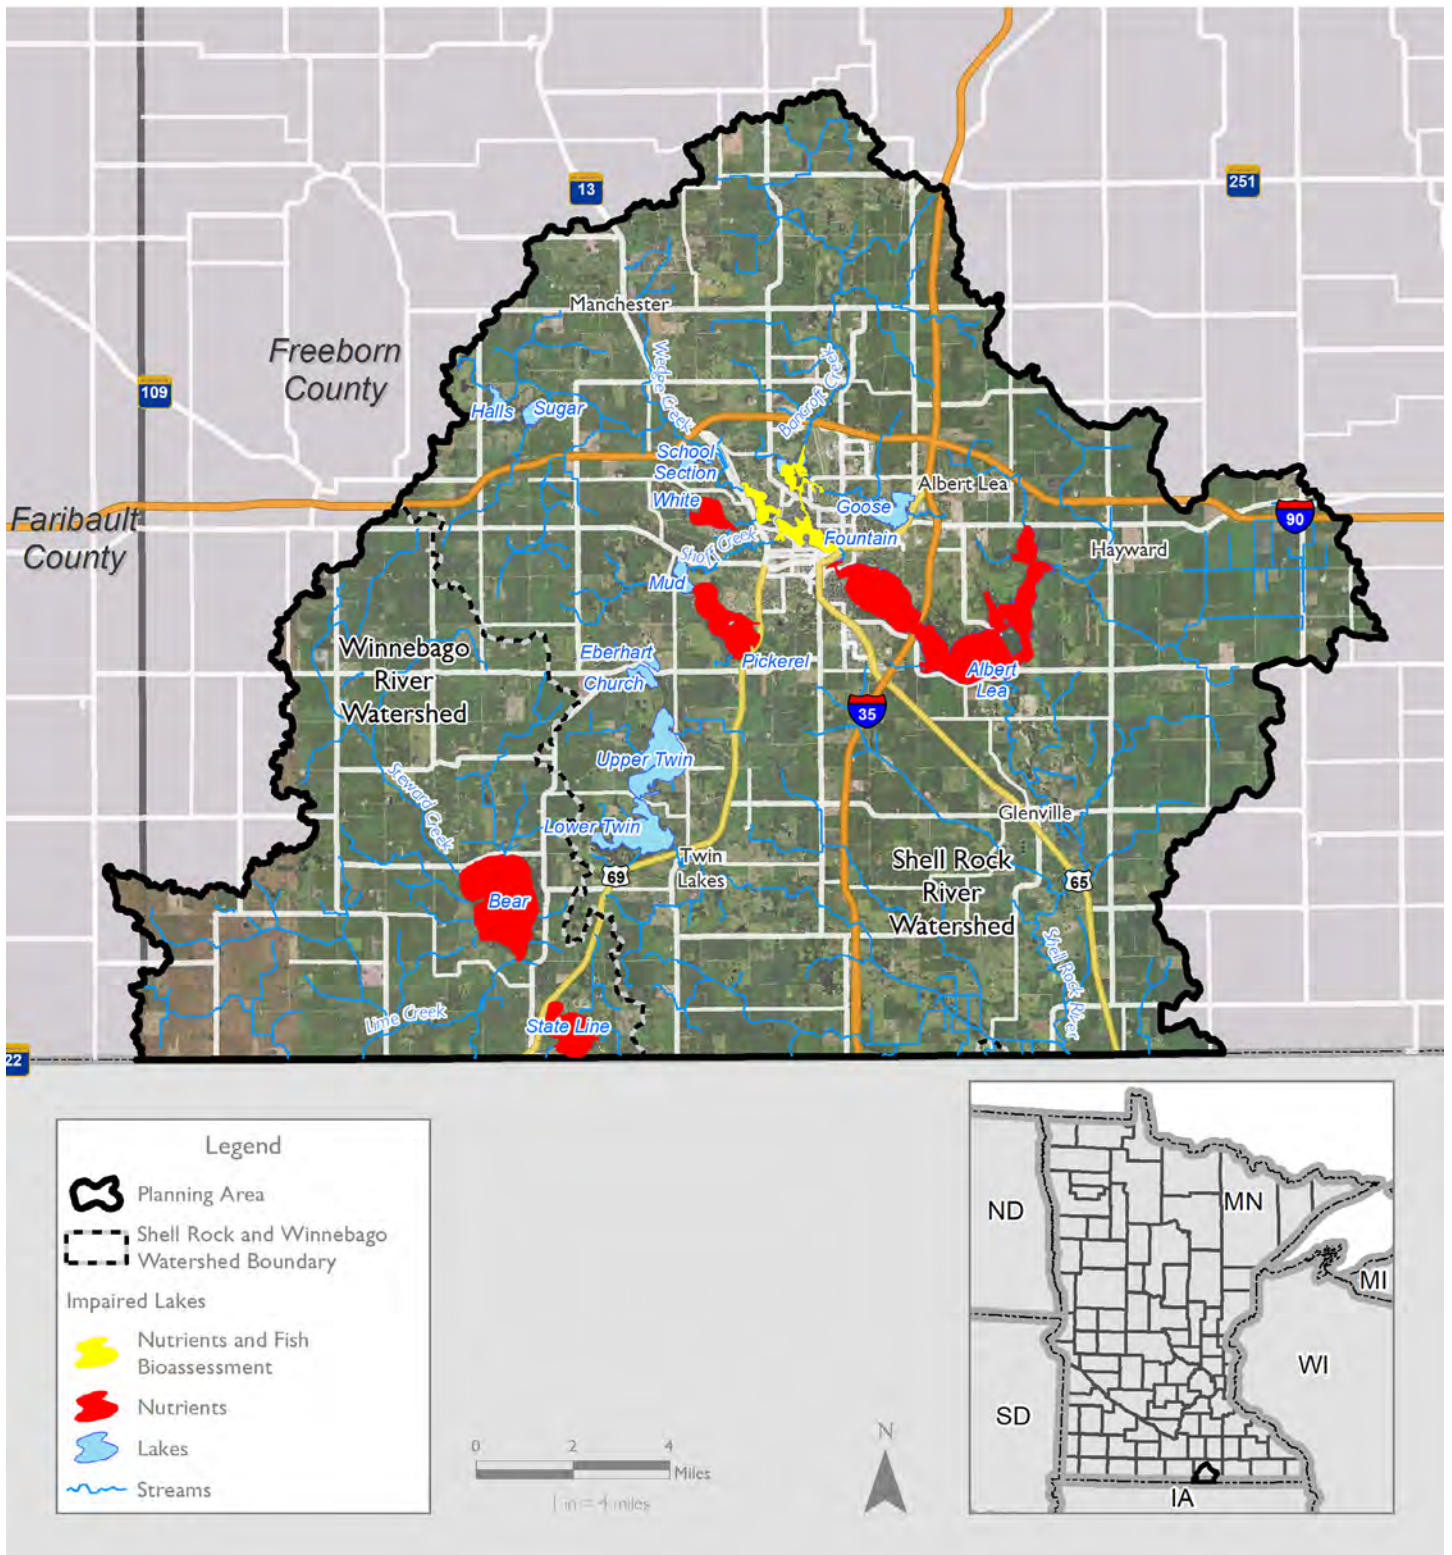 13
251
Manchester
Freeborn
County
109
Wedge Creek
Bancroft Creek
Halls
Sugar
School
Section
White
Goose
Albert Lea
Faribault
County
90
Fountain
Hayward
Shoff Creek
Mud
Winnebago
River
Watershed
Eberhart
Church
Pickerel
Albert
Lea
35
Upper Twin
Steward Creek
Lower Twin
Glenville
Twin
Lakes
Shell Rock
River
Watershed
69
65
Bear
Shell Rock River
Lime Creek
State Line
22
Legend
Planning Area
Shell Rock and Winnebago
Watershed Boundary
Impaired Lakes
Nutrients and Fish
Bioassessment
Nutrients
Lakes
Streams
0 2 4
Miles
1 in = 4 miles
N
ND
MN
MI
SD
WI
IA